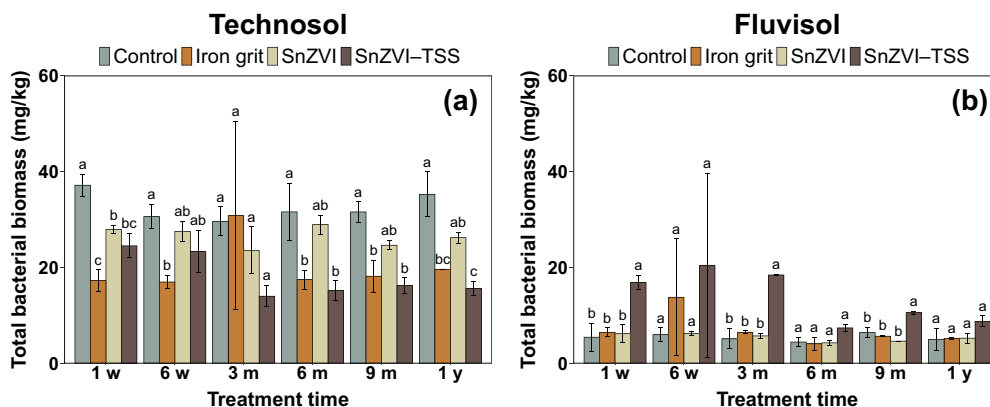 Technosol
Control Iron grit SnZVI SnZVI–TSS
Total bacterial biomass (mg/kg)
60
40
20
0
(a)
a c b bc
a b ab ab
a a a a
a b a b
a b ab b
a bc ab c
1 w 6 w 3 m 6 m 9 m 1 y
Treatment time
Fluvisol
Control Iron grit SnZVI SnZVI–TSS
Total bacterial biomass (mg/kg)
60
40
20
0
(b)
b b b a
a a a a
b b b a
a a a a
a a a a
a a a a
1 w 6 w 3 m 6 m 9 m 1 y
Treatment time